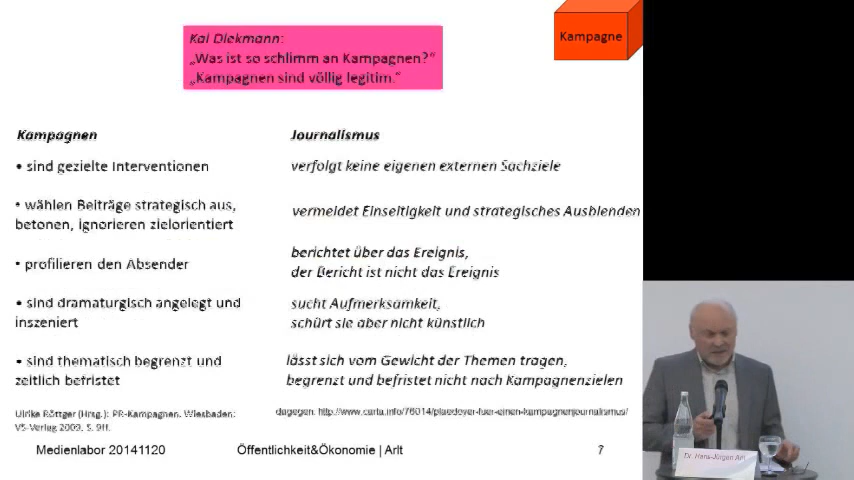 Kai Diekmann:
„Was ist so schlimm an Kampagnen?“
„Kampagnen sind völlig legitim.“
Kampagne
Kampagnen
Journalismus
• sind gezielte Interventionen
verfolgt keine eigenen externen Sachziele
• wählen Beiträge strategisch aus,
betonen, ignorieren zielorientiert
vermeidet Einseitigkeit und strategisches Ausblenden
• profilieren den Absender
berichtet über das Ereignis,
der Bericht ist nicht das Ereignis
• sind dramaturgisch angelegt und
inszeniert
sucht Aufmerksamkeit,
schürt sie aber nicht künstlich
• sind thematisch begrenzt und
zeitlich befristet
lässt sich vom Gewicht der Themen tragen,
begrenzt und befristet nicht nach Kampagnenzielen
Ulrike Röttger (Hrsg.): PR-Kampagnen. Wiesbaden:
VS-Verlag 2009. S. 9ff.
dagegen: http://www.carta.info/76014/plaedoyer-fuer-einen-kampagnenjournalismus/
Medienlabor 20141120
Öffentlichkeit&Ökonomie | Arlt
7
Dr. Hans-Jürgen Arlt